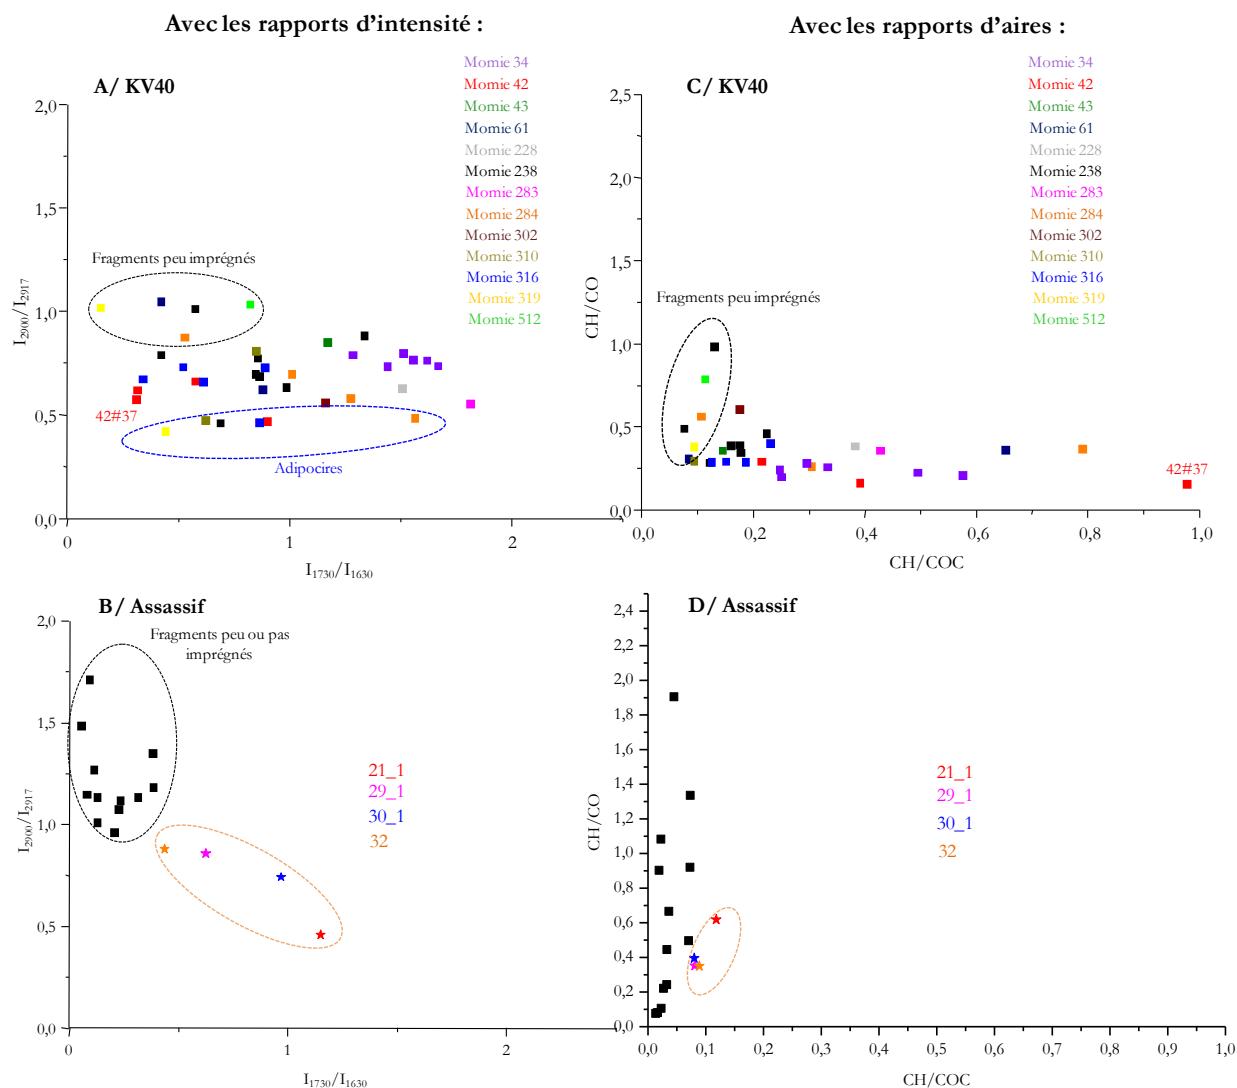 Avec les rapports d'intensité :
Avec les rapports d'aires :
A/ KV40
Momie 34
Momie 42
Momie 43
Momie 61
Momie 228
Momie 238
Momie 283
Momie 284
Momie 302
Momie 310
Momie 316
Momie 319
Momie 512
2,0
1,5
1,0
0,5
0,0
I2900/I2917
Fragments peu imprégnés
42#37
Adipocires
0
1
2
I1730/I1630
C/ KV40
Momie 34
Momie 42
Momie 43
Momie 61
Momie 228
Momie 238
Momie 283
Momie 284
Momie 302
Momie 310
Momie 316
Momie 319
Momie 512
2,5
2,0
1,5
1,0
0,5
0,0
CH/CO
Fragments peu imprégnés
42#37
0,0
0,2
0,4
0,6
0,8
1,0
CH/COC
B/ Assassif
2,0
1,5
1,0
0,5
0,0
I2900/I2917
Fragments peu ou pas
imprégnés
21_1
29_1
30_1
32
0
1
2
I1730/I1630
D/ Assassif
2,4
2,2
2,0
1,8
1,6
1,4
1,2
1,0
0,8
0,6
0,4
0,2
0,0
CH/CO
21_1
29_1
30_1
32
0,0
0,1
0,2
0,3
0,4
0,5
0,6
0,7
0,8
0,9
1,0
CH/COC